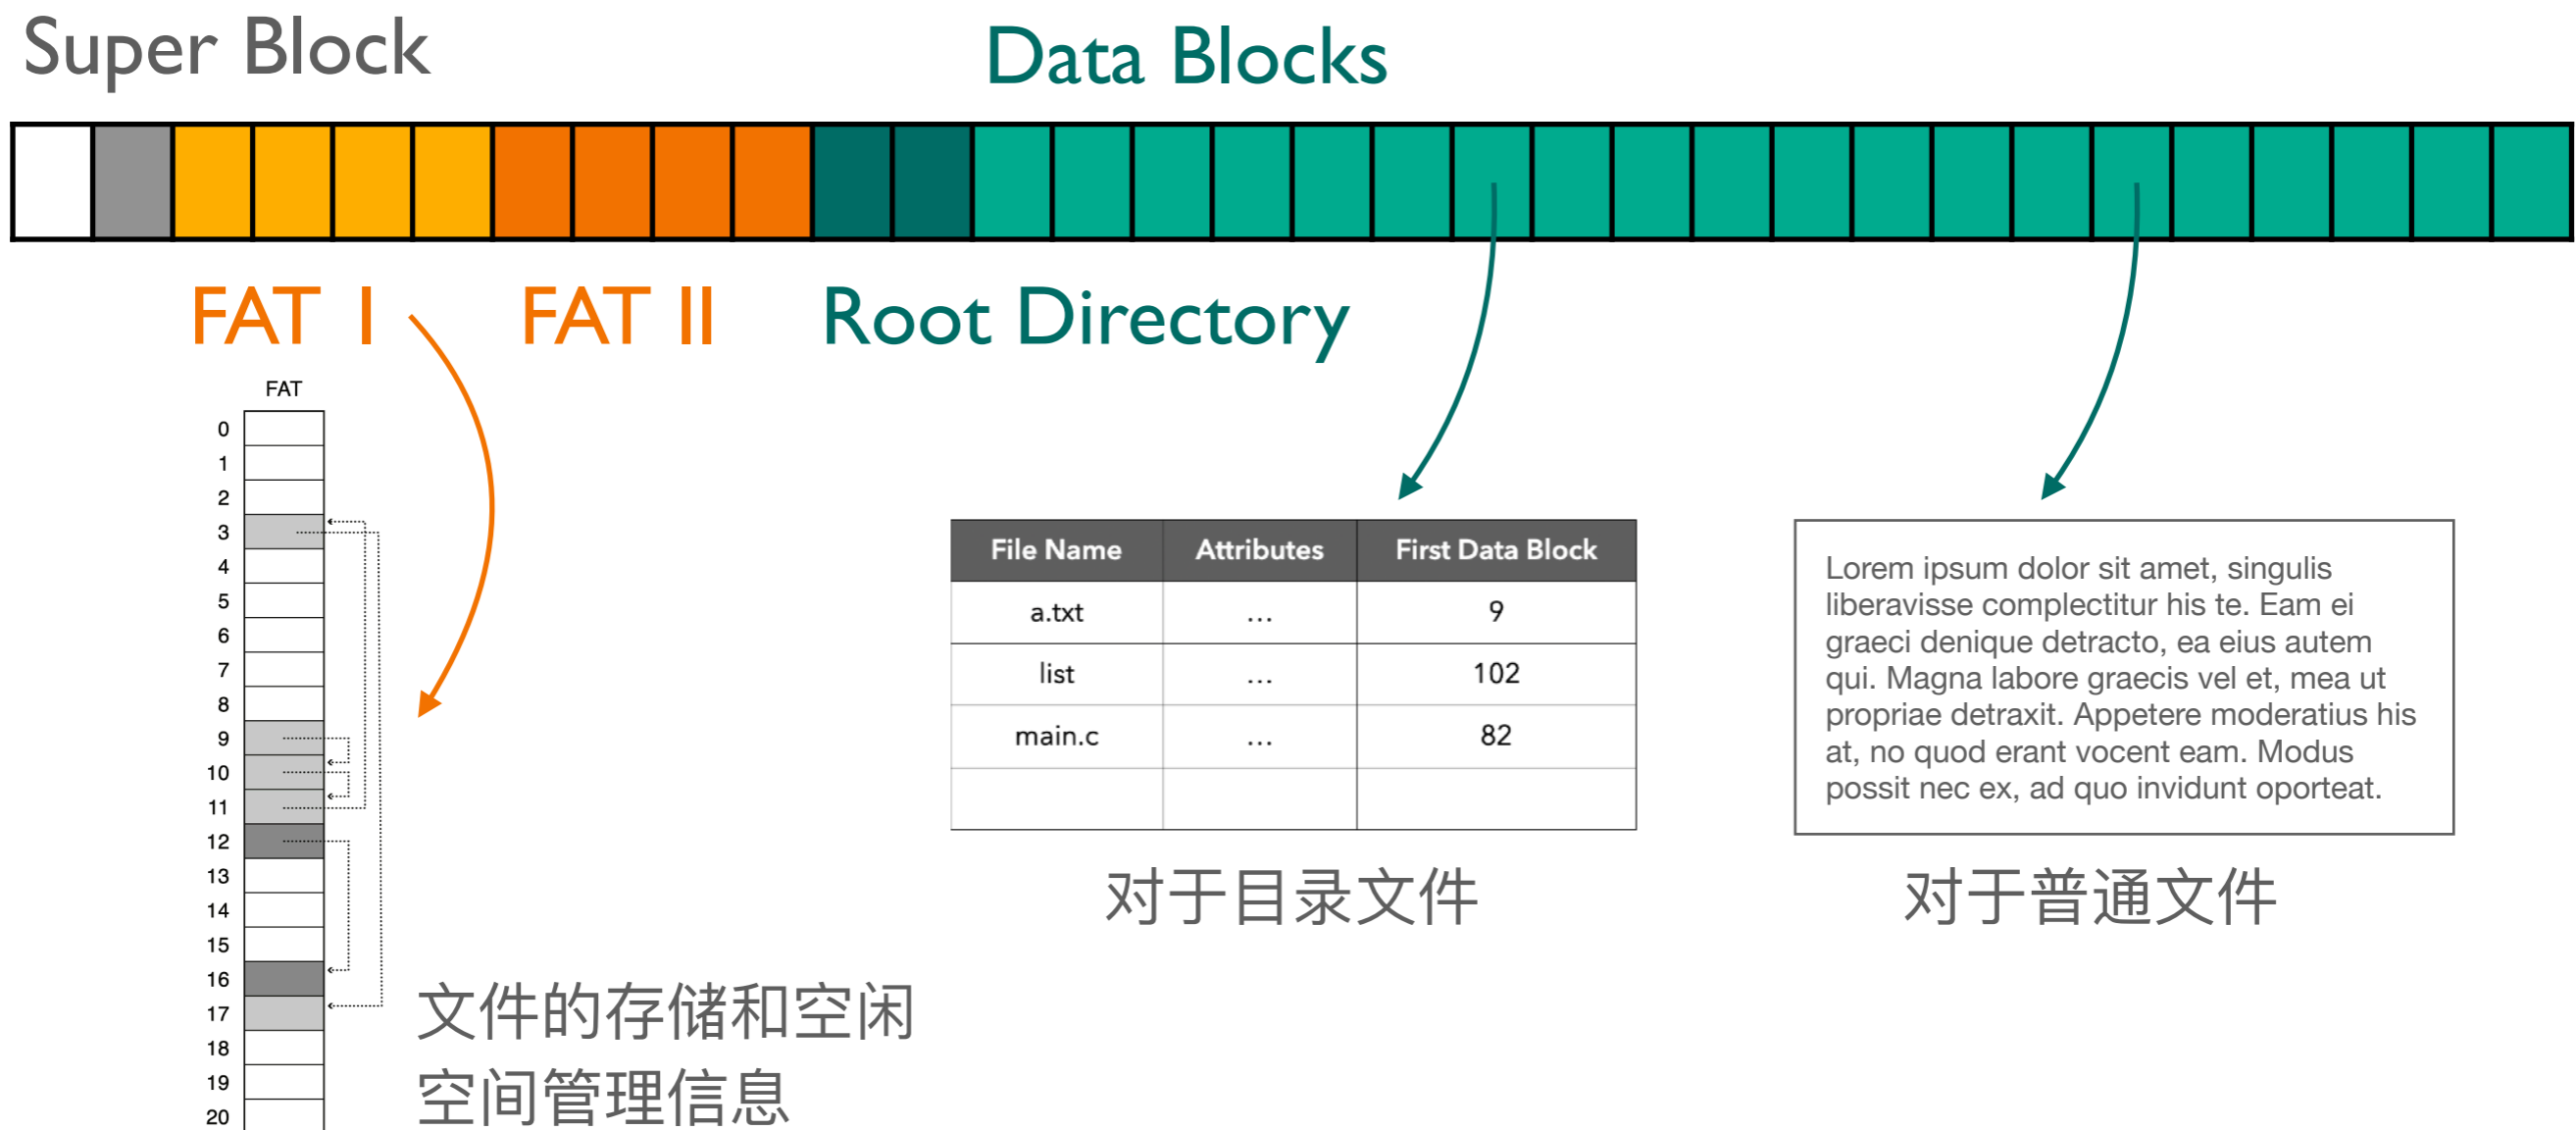 Super Block
Data Blocks
FAT I
FAT II
Root Directory
FAT
0
1
2
3
4
5
6
7
8
9
10
11
12
13
14
15
16
17
18
19
20
文件的存储和空闲
空间管理信息
File Name Attributes First Data Block
a.txt ... 9
list ... 102
main.c ... 82
对于目录文件
Lorem ipsum dolor sit amet, singulis
liberavisse complectitur his te. Eam ei
graeci denique detracto, ea eius autem
qui. Magna labore graecis vel et, mea ut
propriae detraxit. Appetere moderatius his
at, no quod erant vocent eam. Modus
possit nec ex, ad quo invidunt oporteat.
对于普通文件